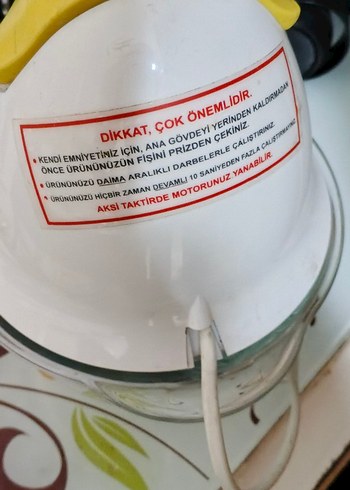 DİKKAT, ÇOK ÖNEMLİDİR.
• KENDİ EMNİYETİNİZ İÇİN, ANA GÖVDEYİ YERİNDEN KALDIRMADAN
ÖNCE ÜRÜNÜNÜZÜN FİŞİNİ PRİZDEN ÇEKİNİZ.
• ÜRÜNÜNÜZÜ DAİMA ARALIKLI DARBELERLE ÇALIŞTIRINIZ.
• ÜRÜNÜNÜZÜ HİÇBİR ZAMAN DEVAMLI 10 SANİYEDEN FAZLA ÇALIŞTIRMAYINIZ
AKSİ TAKTİRDE MOTORUNUZ YANABİLİR.